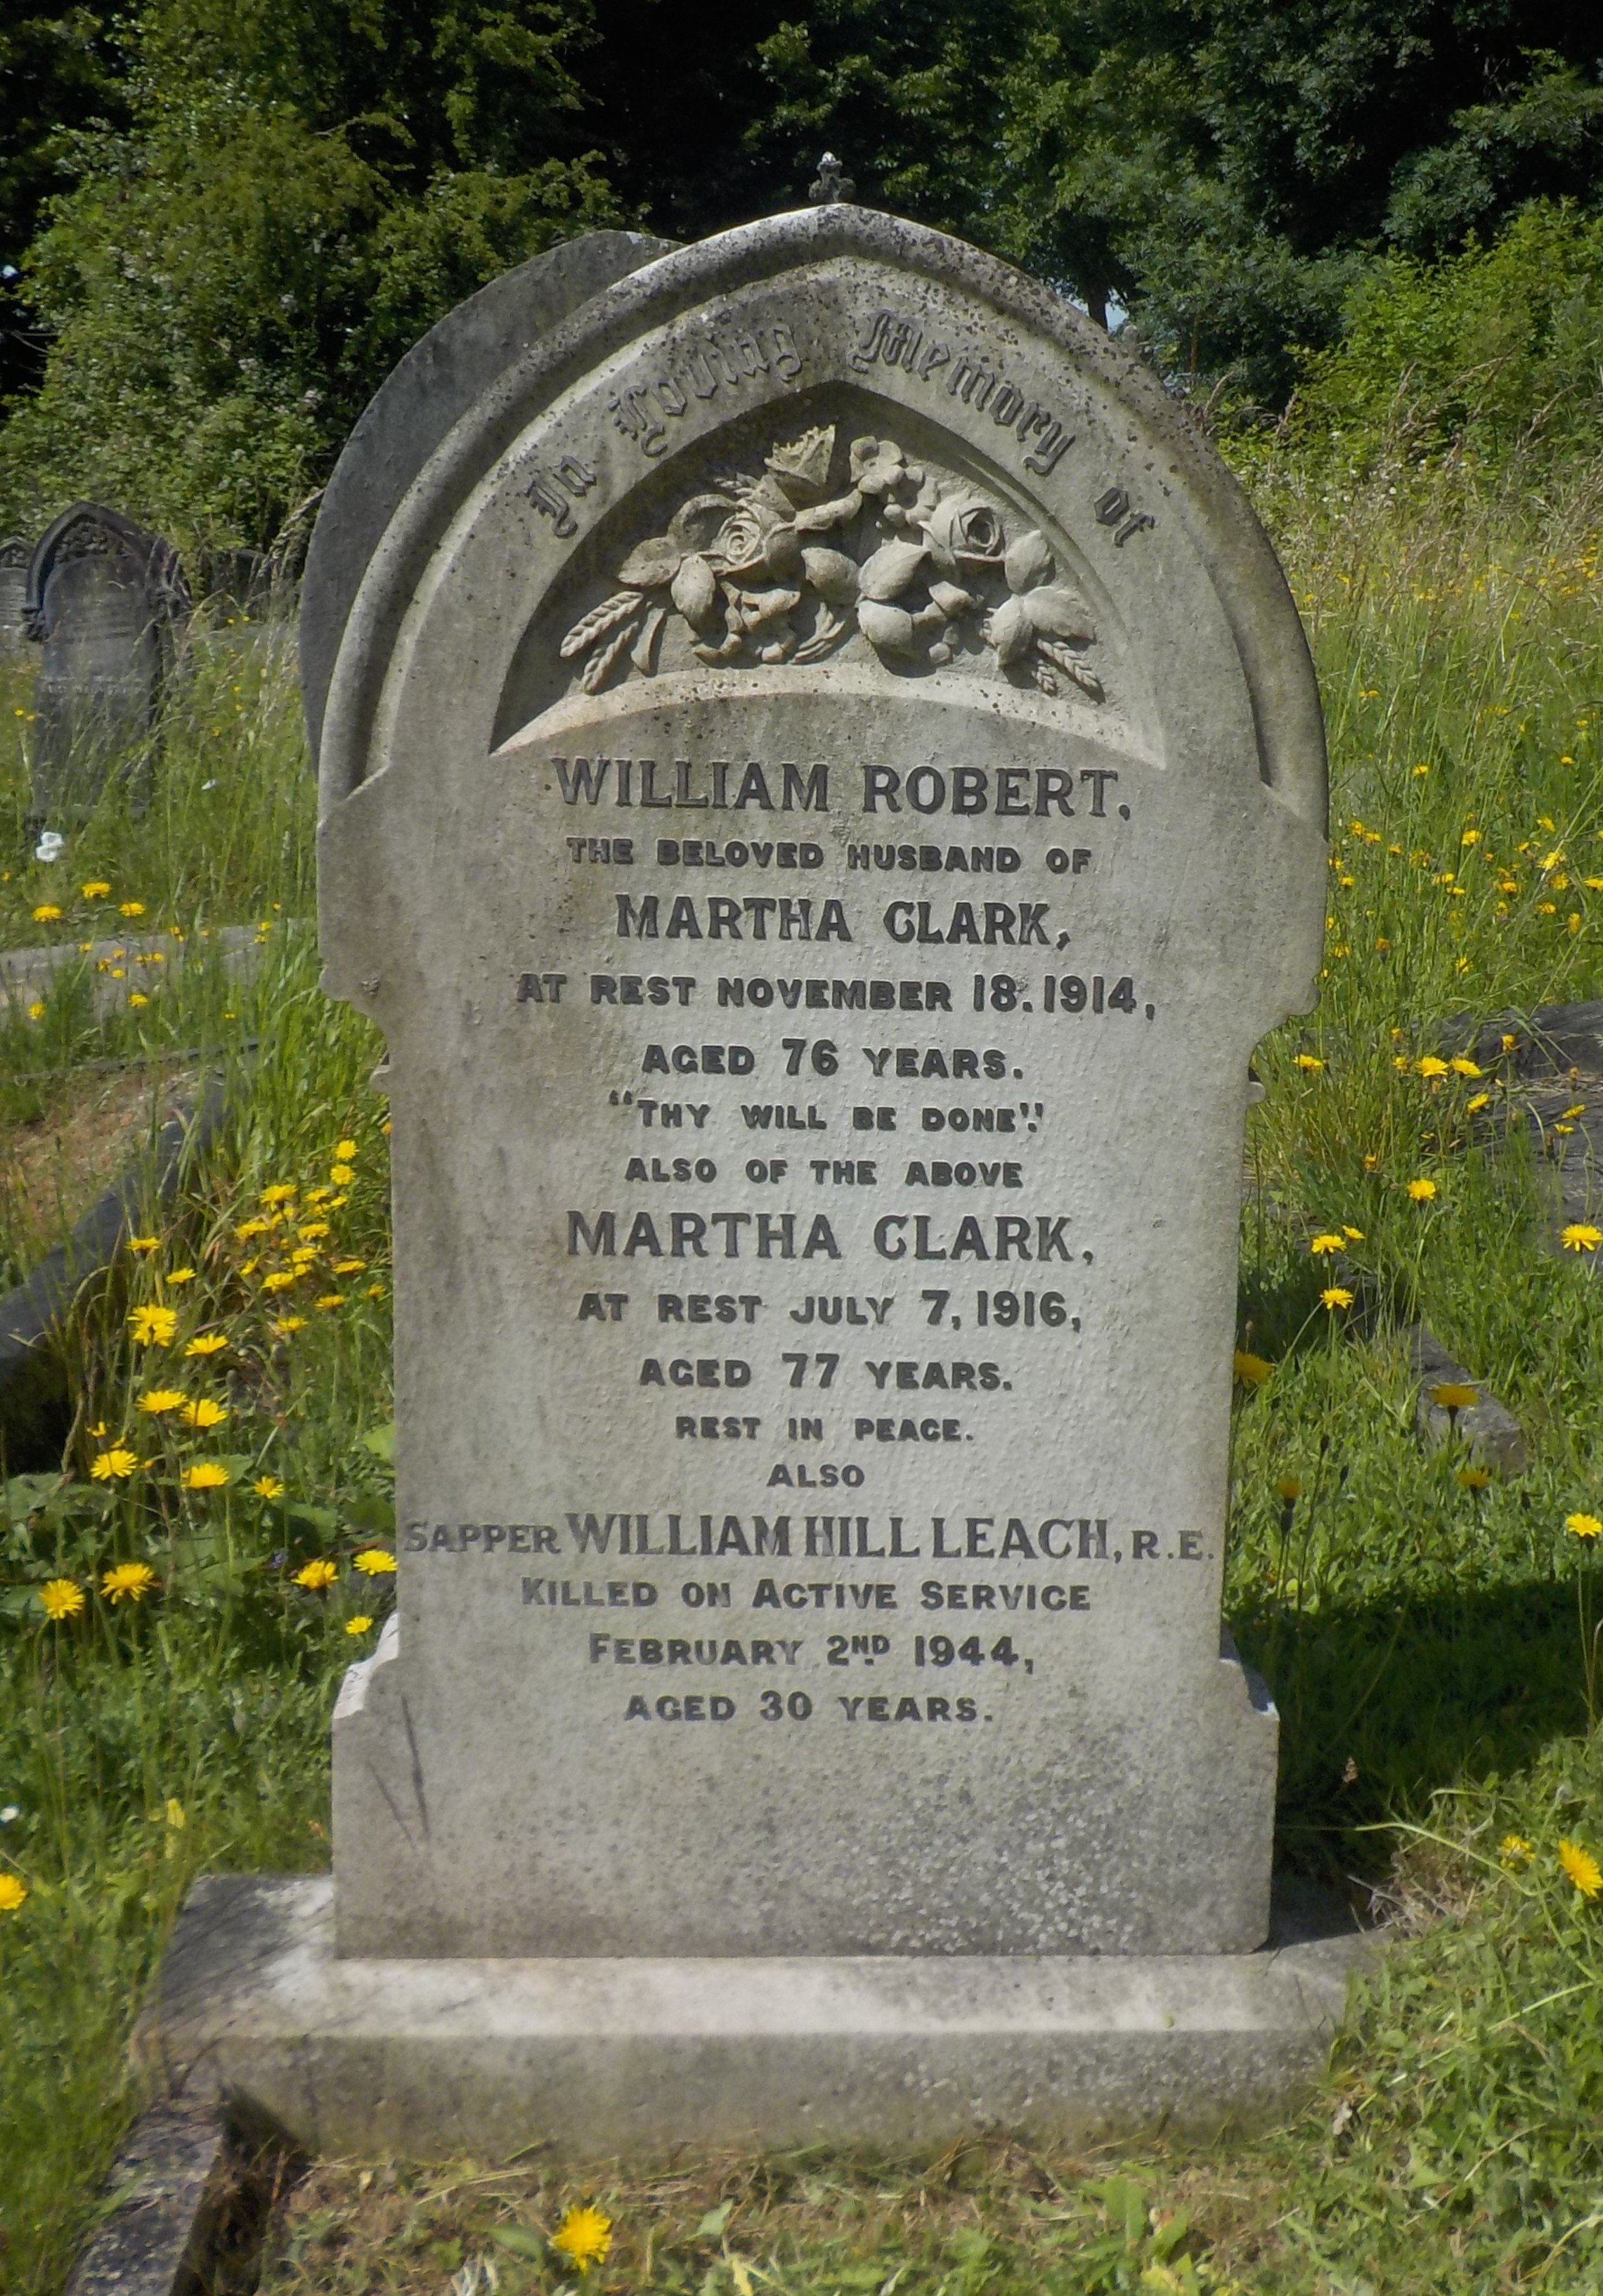 In Loving Memory of
WILLIAM ROBERT,
THE BELOVED HUSBAND OF
MARTHA CLARK,
AT REST NOVEMBER 18. 1914,
AGED 76 YEARS.
"THY WILL BE DONE".
ALSO OF THE ABOVE
MARTHA CLARK,
AT REST JULY 7, 1916,
AGED 77 YEARS.
REST IN PEACE.
ALSO
SAPPER WILLIAM HILL LEACH, R.E.
KILLED ON ACTIVE SERVICE
FEBRUARY 2ND 1944,
AGED 30 YEARS.